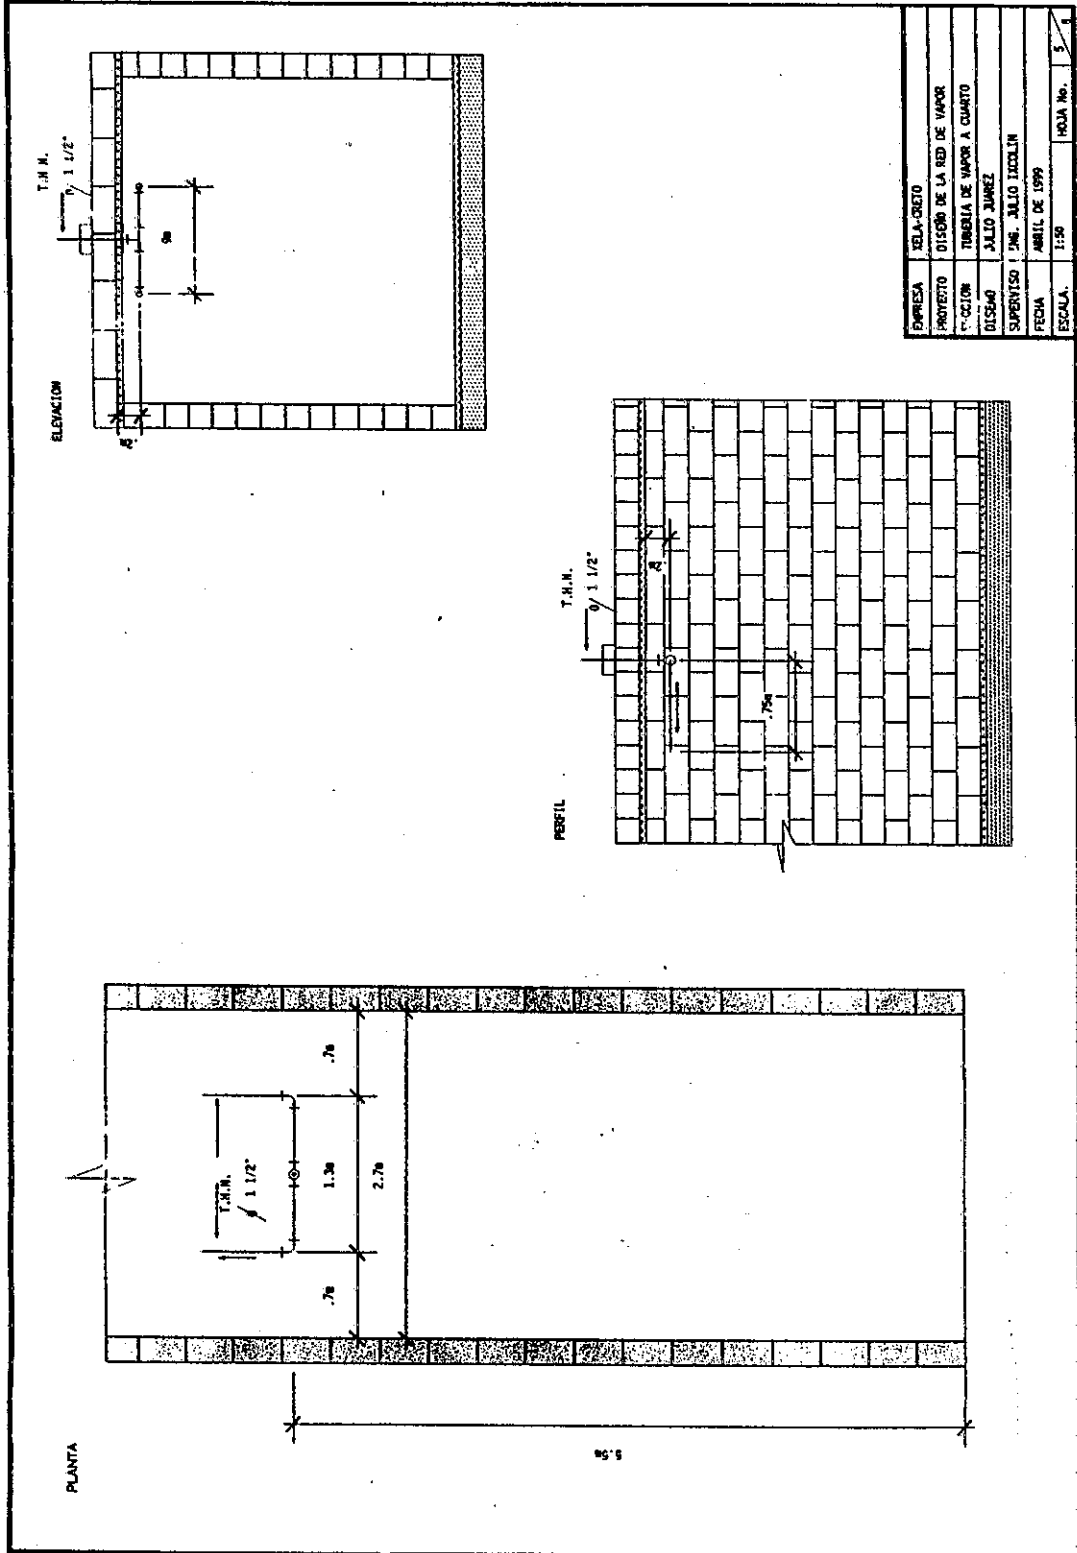 PLANTA
T.H.N.
ø 1 1/2"
.7m
1.3m
.7m
2.7m
5.5m
ELEVACION
T.H.N.
ø 1 1/2"
9m
PERFIL
T.H.N.
ø 1 1/2"
.2m
.75m
EMPRESA XELA-CRETO
PROYECTO DISEÑO DE LA RED DE VAPOR
TUBERIA DE VAPOR A CUARTO
DISEÑO JULIO JUAREZ
SUPERVISO ING. JULIO IXCOLIN
FECHA ABRIL DE 1999
ESCALA. 1:50 HOJA No. 5